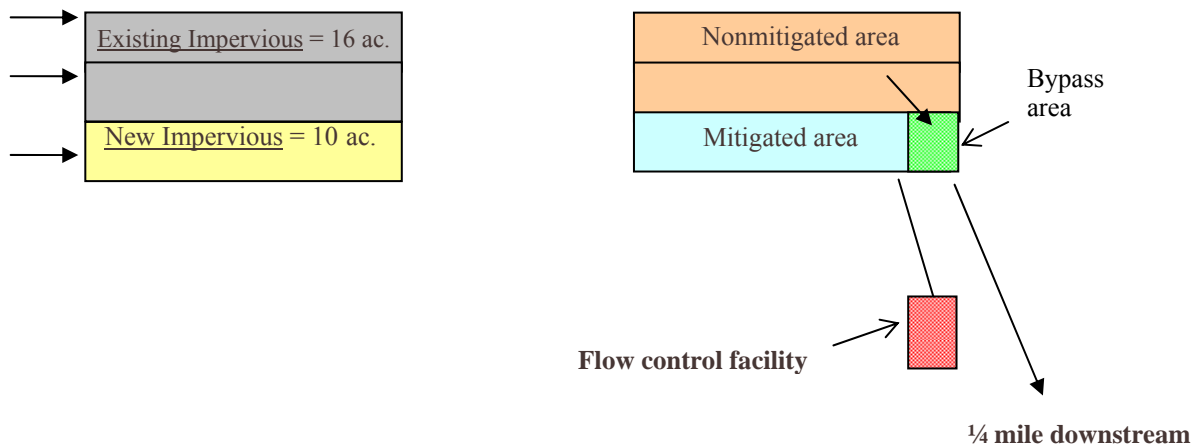 Existing Impervious = 16 ac.
New Impervious = 10 ac.
Nonmitigated area
Mitigated area
Bypass
area
Flow control facility
¼ mile downstream